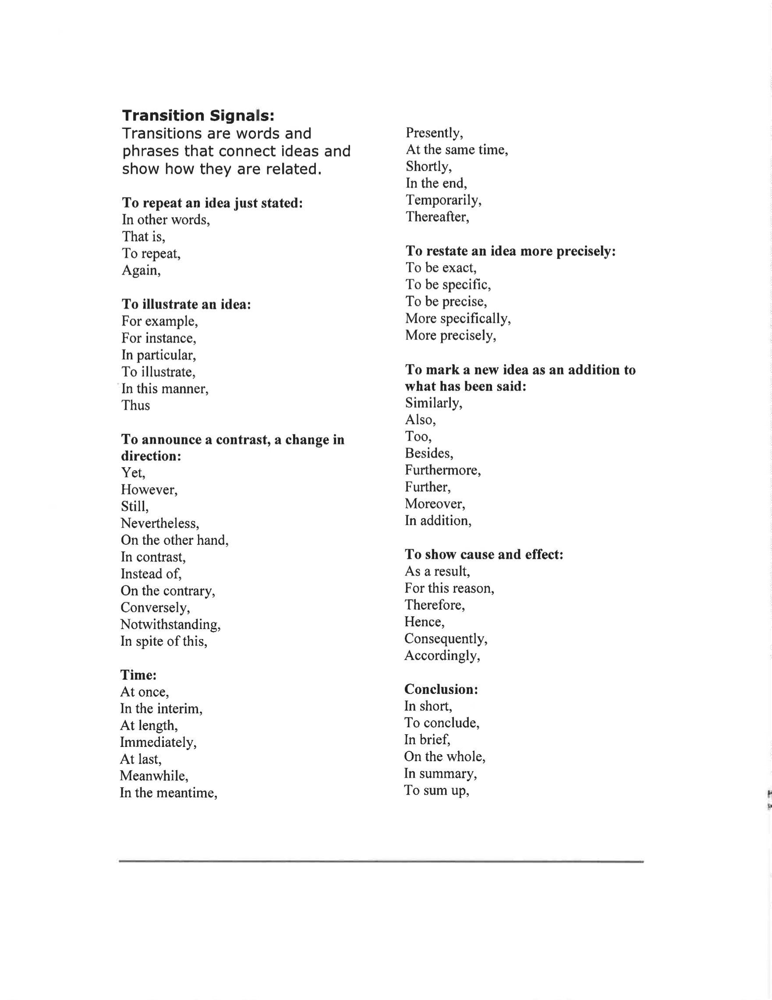 Transition Signals:
Transitions are words and
phrases that connect ideas and
show how they are related.
To repeat an idea just stated:
In other words,
That is,
To repeat,
Again,
To illustrate an idea:
For example,
For instance,
In particular,
To illustrate,
In this manner,
Thus
To announce a contrast, a change in
direction:
Yet,
However,
Still,
Nevertheless,
On the other hand,
In contrast,
Instead of,
On the contrary,
Conversely,
Notwithstanding,
In spite of this,
Time:
At once,
In the interim,
At length,
Immediately,
At last,
Meanwhile,
In the meantime,
Presently,
At the same time,
Shortly,
In the end,
Temporarily,
Thereafter,
To restate an idea more precisely:
To be exact,
To be specific,
To be precise,
More specifically,
More precisely,
To mark a new idea as an addition to
what has been said:
Similarly,
Also,
Too,
Besides,
Furthermore,
Further,
Moreover,
In addition,
To show cause and effect:
As a result,
For this reason,
Therefore,
Hence,
Consequently,
Accordingly,
Conclusion:
In short,
To conclude,
In brief,
On the whole,
In summary,
To sum up,